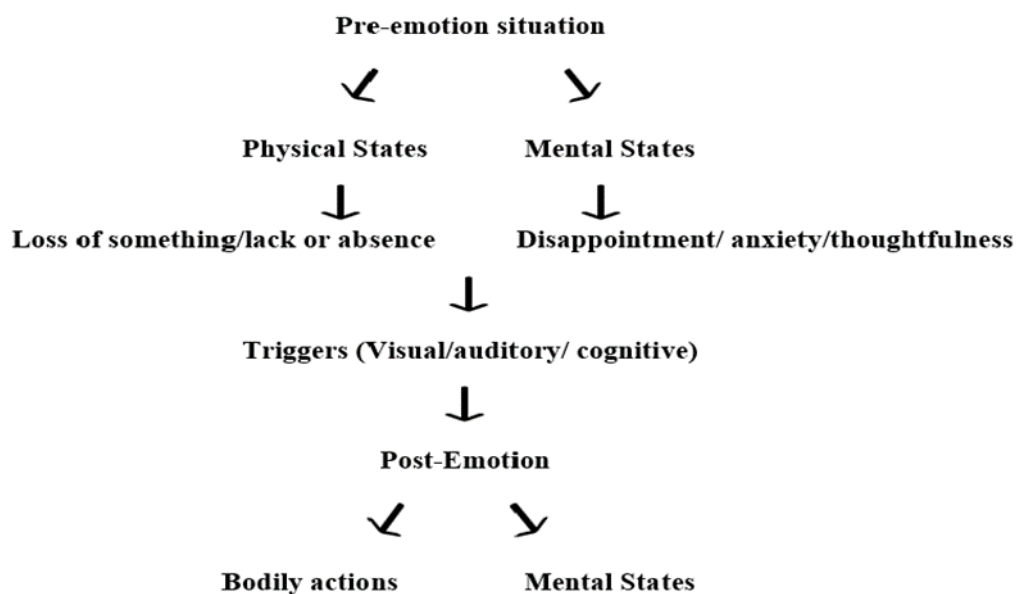 Pre-emotion situation
Physical States
Mental States
Loss of something/lack or absence
Disappointment/ anxiety/thoughtfulness
Triggers (Visual/auditory/ cognitive)
Post-Emotion
Bodily actions
Mental States